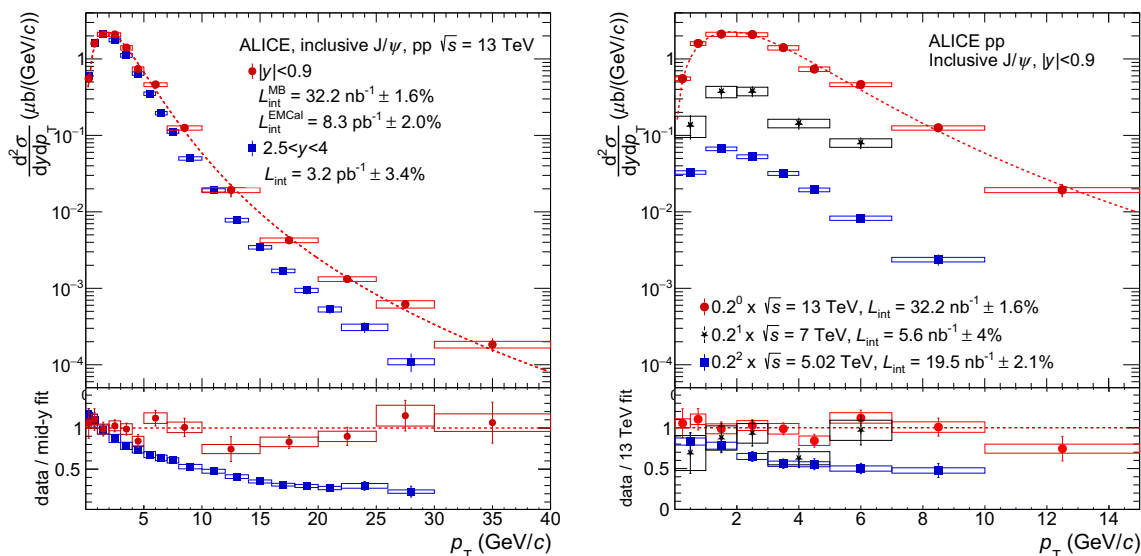 ALICE, inclusive J/ψ, pp √s = 13 TeV
|y|<0.9
L_int^MB = 32.2 nb⁻¹ ± 1.6%
L_int^EMCal = 8.3 pb⁻¹ ± 2.0%
2.5<y<4
L_int = 3.2 pb⁻¹ ± 3.4%
d²σ/dydp_T (μb/(GeV/c))
1
10⁻¹
10⁻²
10⁻³
10⁻⁴
data / mid-y fit
1
0.5
5 10 15 20 25 30 35 40
p_T (GeV/c)
ALICE pp
Inclusive J/ψ, |y|<0.9
d²σ/dydp_T (μb/(GeV/c))
1
10⁻¹
10⁻²
10⁻³
10⁻⁴
0.2⁰ x √s = 13 TeV, L_int = 32.2 nb⁻¹ ± 1.6%
0.2¹ x √s = 7 TeV, L_int = 5.6 nb⁻¹ ± 4%
0.2² x √s = 5.02 TeV, L_int = 19.5 nb⁻¹ ± 2.1%
data / 13 TeV fit
1
0.5
0
2 4 6 8 10 12 14
p_T (GeV/c)